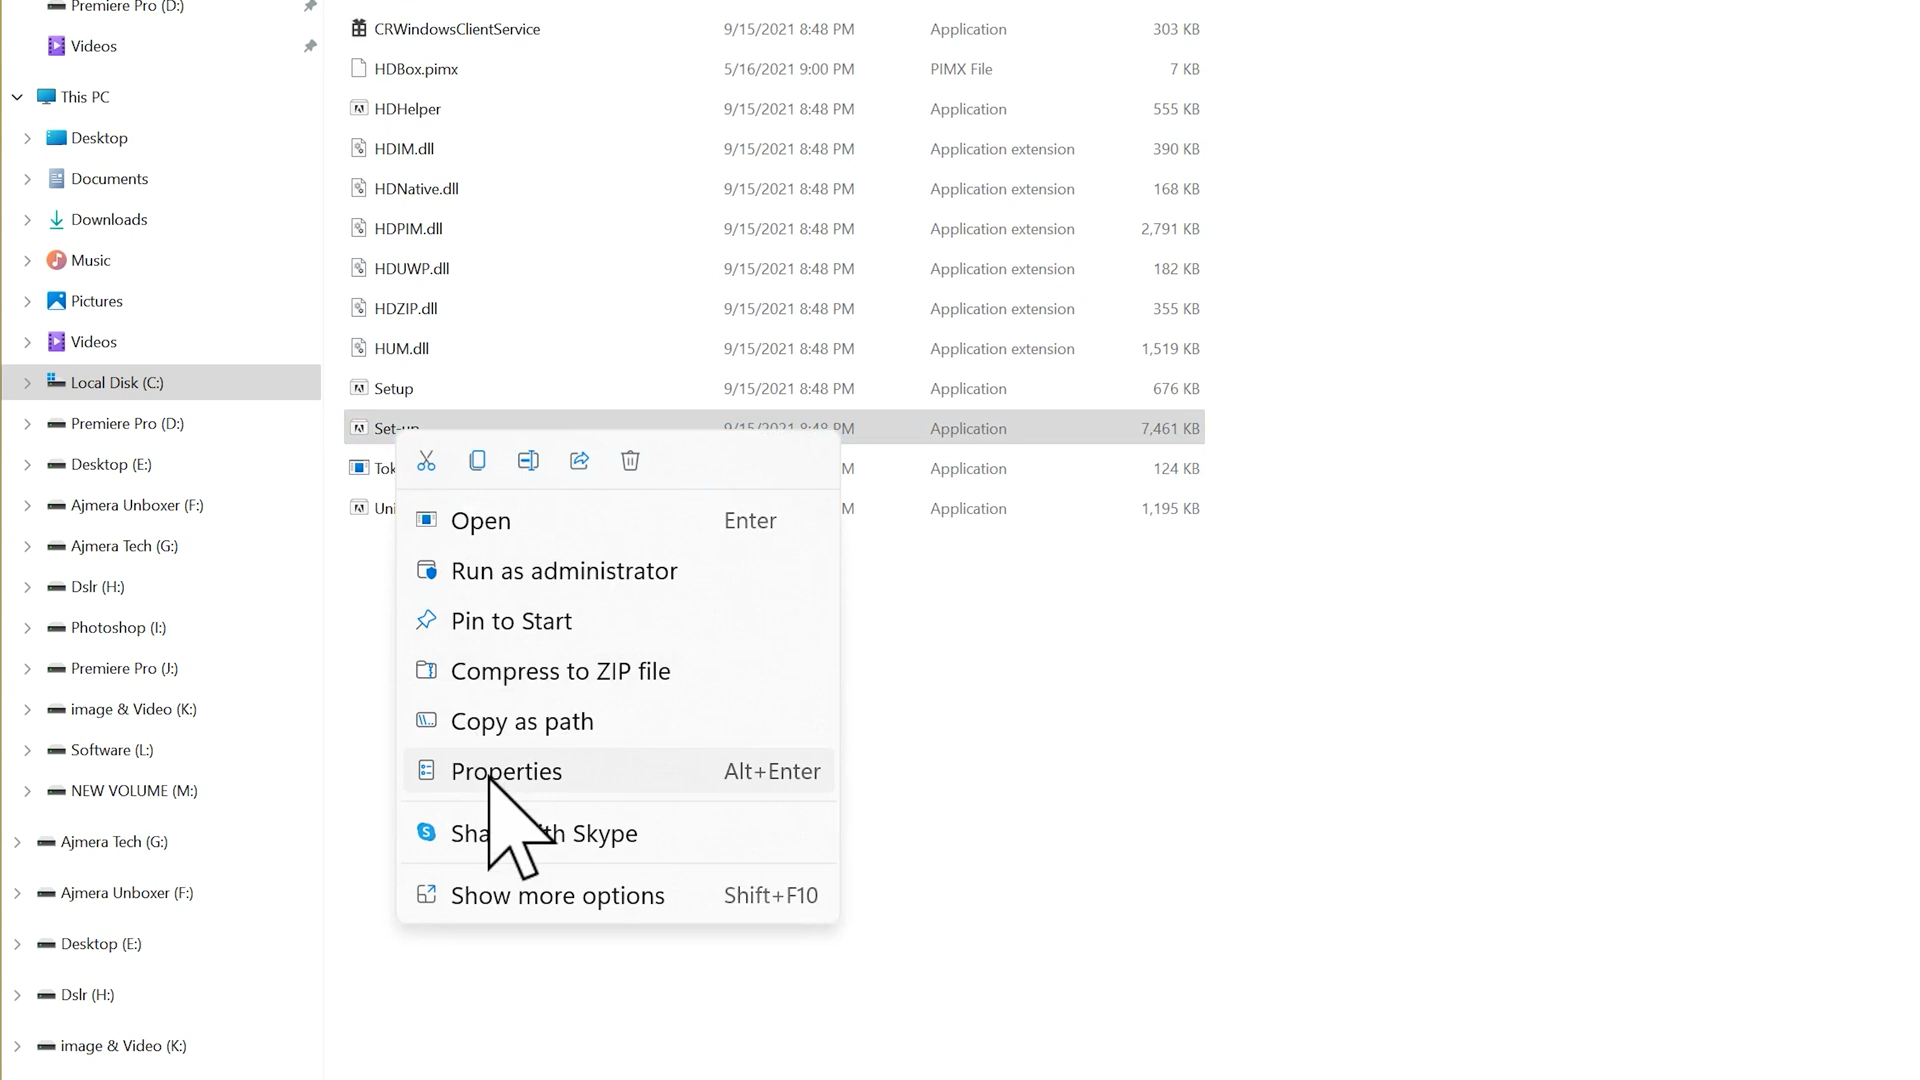 Premiere Pro (D:)
Videos
This PC
Desktop
Documents
Downloads
Music
Pictures
Videos
Local Disk (C:)
Premiere Pro (D:)
Desktop (E:)
Ajmera Unboxer (F:)
Ajmera Tech (G:)
Dslr (H:)
Photoshop (I:)
Premiere Pro (J:)
image & Video (K:)
Software (L:)
NEW VOLUME (M:)
Ajmera Tech (G:)
Ajmera Unboxer (F:)
Desktop (E:)
Dslr (H:)
image & Video (K:)
CRWindowsClientService 9/15/2021 8:48 PM Application 303 KB
HDBox.pimx 5/16/2021 9:00 PM PIMX File 7 KB
HDHelper 9/15/2021 8:48 PM Application 555 KB
HDIM.dll 9/15/2021 8:48 PM Application extension 390 KB
HDNative.dll 9/15/2021 8:48 PM Application extension 168 KB
HDPIM.dll 9/15/2021 8:48 PM Application extension 2,791 KB
HDUWP.dll 9/15/2021 8:48 PM Application extension 182 KB
HDZIP.dll 9/15/2021 8:48 PM Application extension 355 KB
HUM.dll 9/15/2021 8:48 PM Application extension 1,519 KB
Setup 9/15/2021 8:48 PM Application 676 KB
Set-up 9/15/2021 8:48 PM Application 7,461 KB
Tok M Application 124 KB
Uni M Application 1,195 KB
Open Enter
Run as administrator
Pin to Start
Compress to ZIP file
Copy as path
Properties Alt+Enter
Skype
Show more options Shift+F10